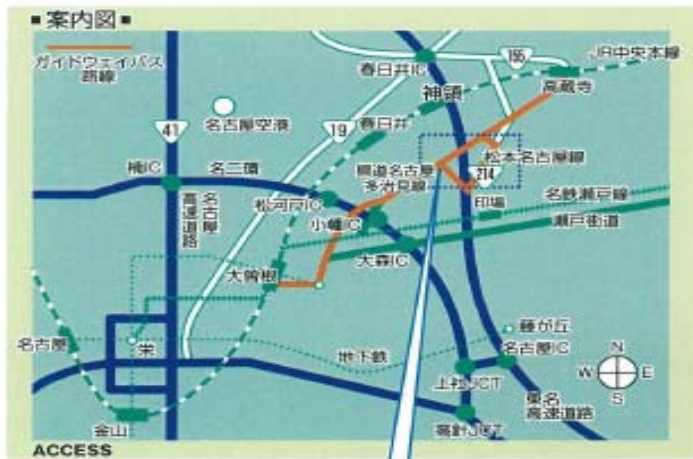 ■案内図■
ガイドウェイバス
路線
155
JR中央本線
春日井IC
高蔵寺
神領
41
名古屋空港
19
春日井
松本名古屋線
楠IC
名二環
県道名古屋
多治見線
214
名古屋
高速道路
松河戸IC
印場
名鉄瀬戸線
小幡IC
瀬戸街道
大森IC
大曽根
藤が丘
名古屋
栄
地下鉄
名古屋IC
N
W
E
S
上社JCT
東名
高速道路
金山
高針JCT
ACCESS